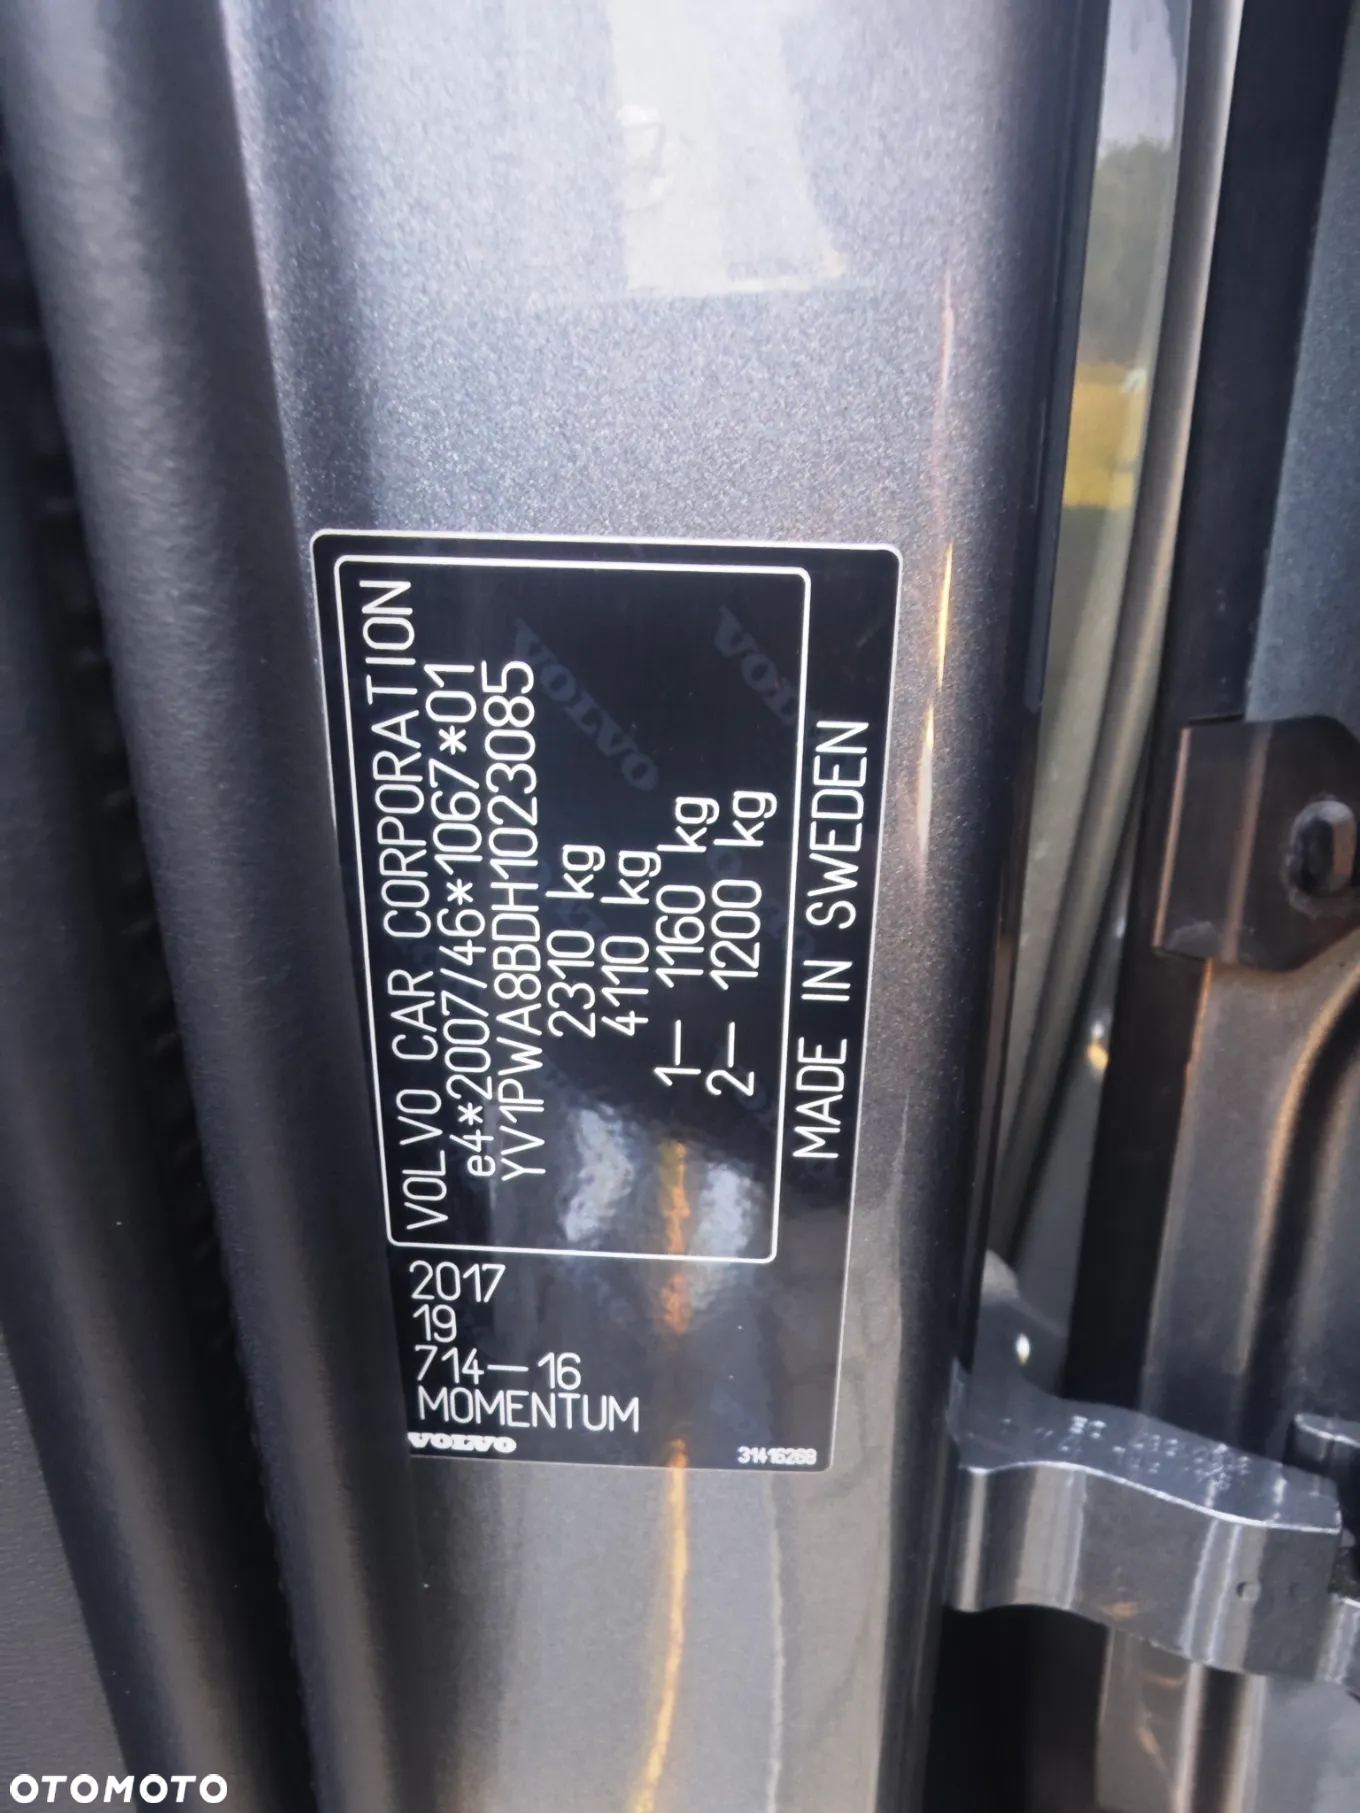 VOLVO CAR CORPORATION
e4*2007/46*1067*01
YV1PWA8BDH1023085
2310 kg
4110 kg
1– 1160 kg
2– 1200 kg
MADE IN SWEDEN
2017
19
714–16
MOMENTUM
VOLVO
31416268
OTOMOTO